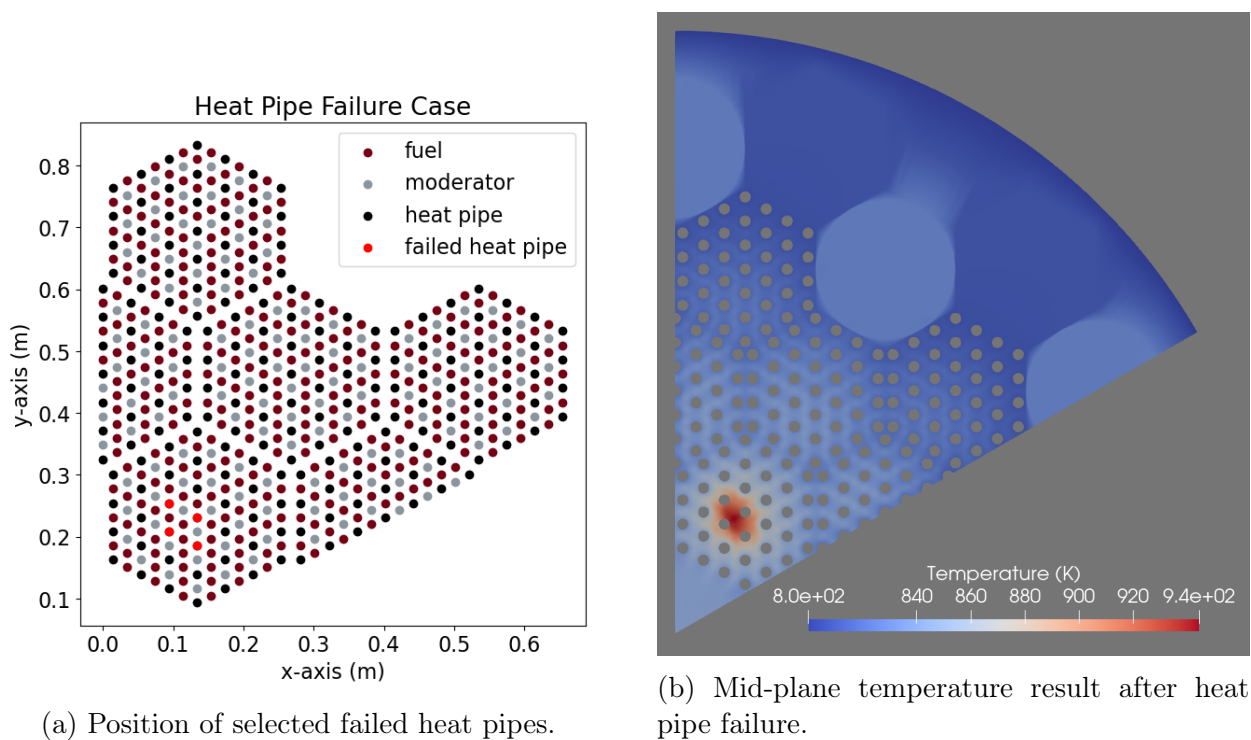 Heat Pipe Failure Case
fuel
moderator
heat pipe
failed heat pipe
0.8
0.7
0.6
0.5
0.4
0.3
0.2
0.1
y-axis (m)
0.0 0.1 0.2 0.3 0.4 0.5 0.6
x-axis (m)
(a) Position of selected failed heat pipes.
Temperature (K)
8.0e+02 840 860 880 900 920 9.4e+02
(b) Mid-plane temperature result after heat
pipe failure.